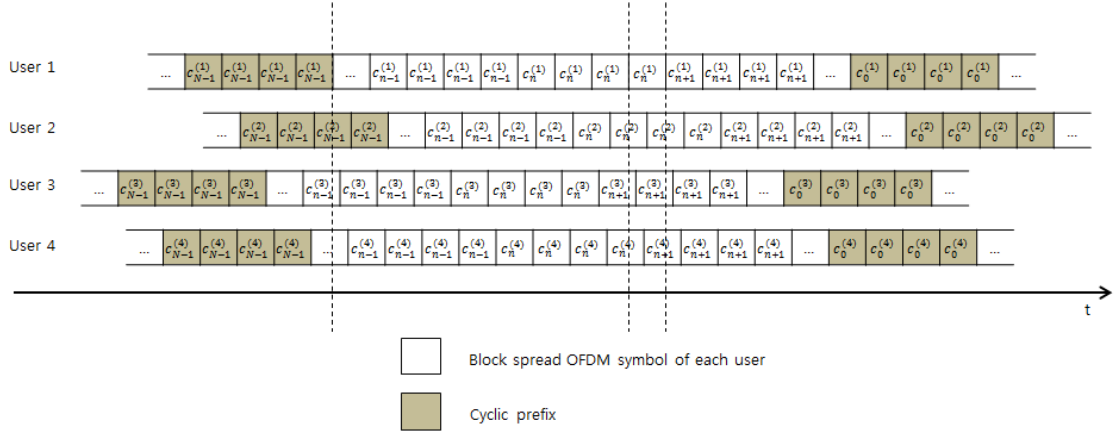 User 1 ... c_{N-1}^{(1)} c_{N-1}^{(1)} c_{N-1}^{(1)} c_{N-1}^{(1)} ... c_{n-1}^{(1)} c_{n-1}^{(1)} c_{n-1}^{(1)} c_{n-1}^{(1)} c_n^{(1)} c_n^{(1)} c_n^{(1)} c_n^{(1)} c_{n+1}^{(1)} c_{n+1}^{(1)} c_{n+1}^{(1)} c_{n+1}^{(1)} ... c_0^{(1)} c_0^{(1)} c_0^{(1)} c_0^{(1)} ...
User 2 ... c_{N-1}^{(2)} c_{N-1}^{(2)} c_{N-1}^{(2)} c_{N-1}^{(2)} ... c_{n-1}^{(2)} c_{n-1}^{(2)} c_{n-1}^{(2)} c_{n-1}^{(2)} c_n^{(2)} c_n^{(2)} c_n^{(2)} c_n^{(2)} c_{n+1}^{(2)} c_{n+1}^{(2)} c_{n+1}^{(2)} c_{n+1}^{(2)} ... c_0^{(2)} c_0^{(2)} c_0^{(2)} c_0^{(2)} ...
User 3 ... c_{N-1}^{(3)} c_{N-1}^{(3)} c_{N-1}^{(3)} c_{N-1}^{(3)} ... c_{n-1}^{(3)} c_{n-1}^{(3)} c_{n-1}^{(3)} c_{n-1}^{(3)} c_n^{(3)} c_n^{(3)} c_n^{(3)} c_n^{(3)} c_{n+1}^{(3)} c_{n+1}^{(3)} c_{n+1}^{(3)} c_{n+1}^{(3)} ... c_0^{(3)} c_0^{(3)} c_0^{(3)} c_0^{(3)} ...
User 4 ... c_{N-1}^{(4)} c_{N-1}^{(4)} c_{N-1}^{(4)} c_{N-1}^{(4)} ... c_{n-1}^{(4)} c_{n-1}^{(4)} c_{n-1}^{(4)} c_{n-1}^{(4)} c_n^{(4)} c_n^{(4)} c_n^{(4)} c_n^{(4)} c_{n+1}^{(4)} c_{n+1}^{(4)} c_{n+1}^{(4)} c_{n+1}^{(4)} ... c_0^{(4)} c_0^{(4)} c_0^{(4)} c_0^{(4)} ...
t
Block spread OFDM symbol of each user
Cyclic prefix